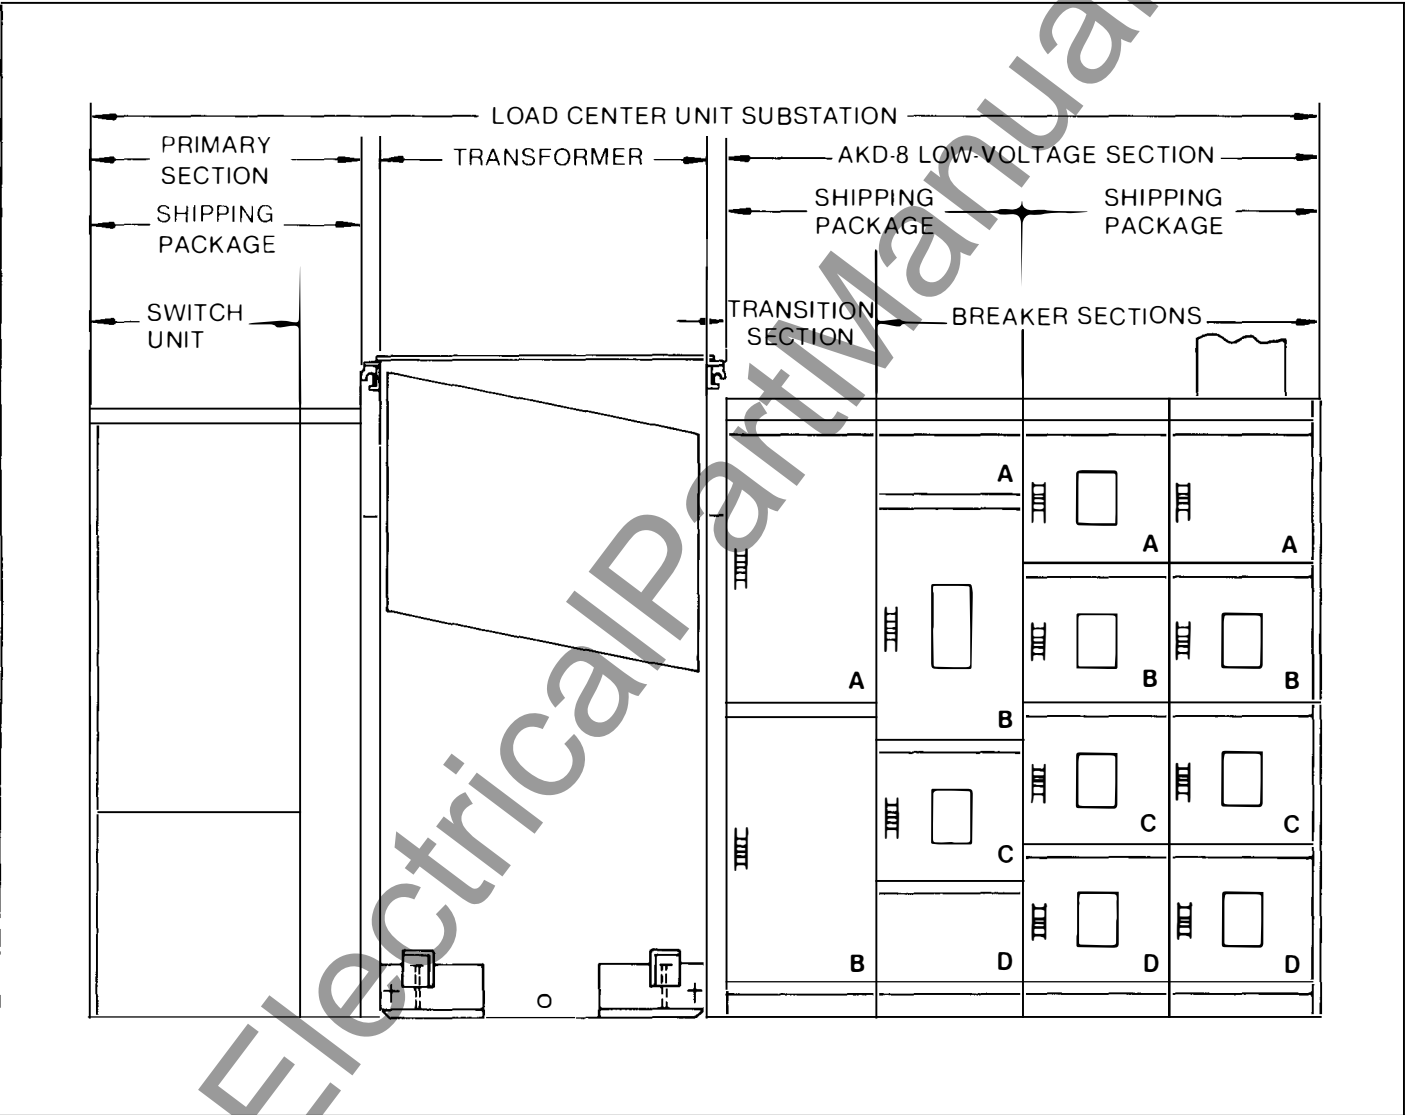 LOAD CENTER UNIT SUBSTATION
PRIMARY
SECTION
TRANSFORMER
AKD-8 LOW-VOLTAGE SECTION
SHIPPING
PACKAGE
SHIPPING
PACKAGE
SHIPPING
PACKAGE
SWITCH
UNIT
TRANSITION
SECTION
BREAKER SECTIONS
A
A
A
A
B
B
B
B
C
C
C
B
D
D
D
ElectricalPartManua